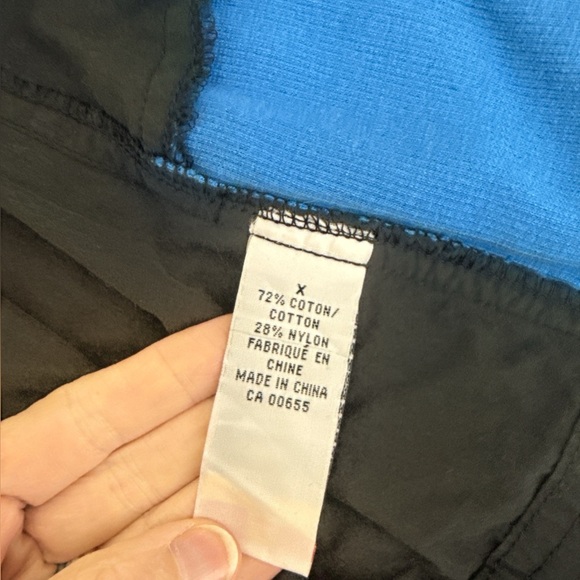 X
72% COTON/
COTTON
28% NYLON
FABRIQUÉ EN
CHINE
MADE IN CHINA
CA 00655